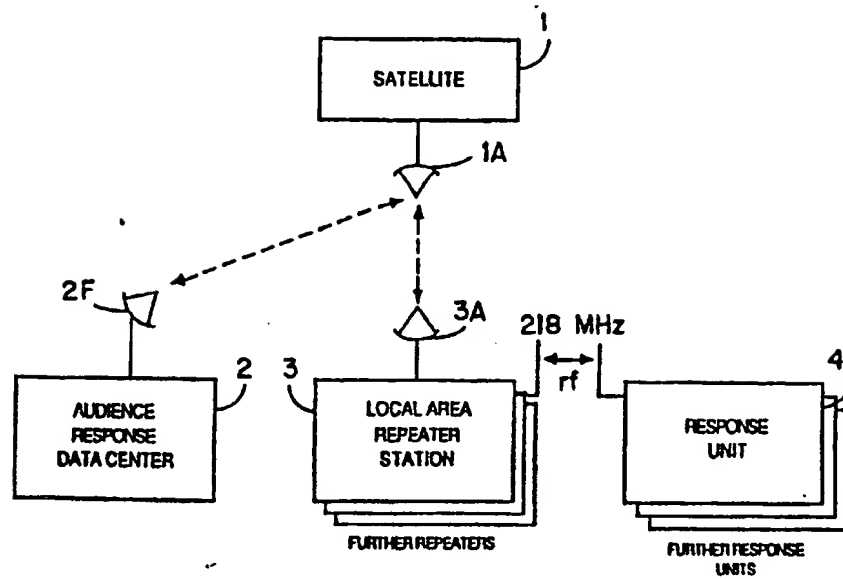 1
SATELLITE
1A
2F
3A
218 MHz
rf
2
3
4
AUDIENCE
RESPONSE
DATA CENTER
LOCAL AREA
REPEATER
STATION
RESPONSE
UNIT
FURTHER REPEATERS
FURTHER RESPONSE
UNITS